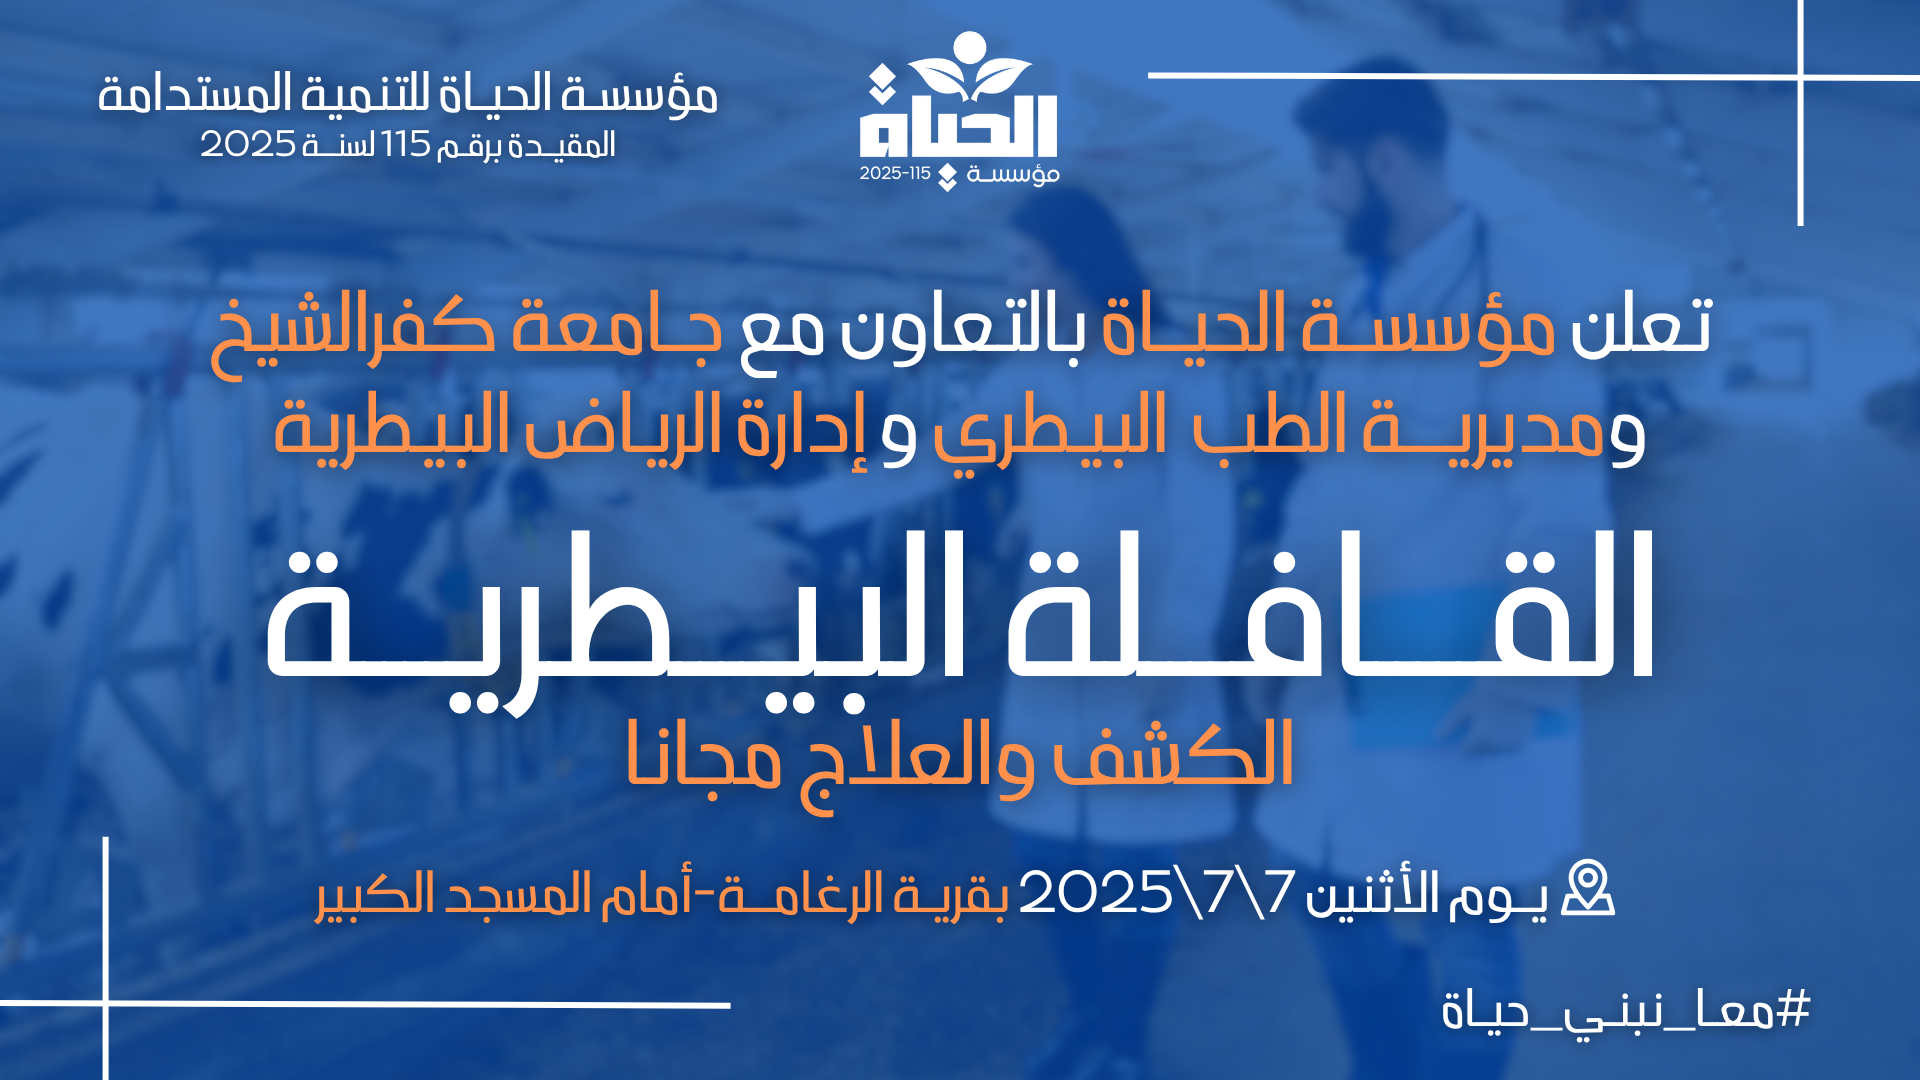 مؤسسة الحياة للتنمية المستدامة
المقيدة برقم 115 لسنة 2025
الحياة
مؤسسة 115-2025
تعلن مؤسسة الحياة بالتعاون مع جامعة كفرالشيخ
ومديرية الطب البيطري و إدارة الرياض البيطرية
القافلة البيطرية
الكشف والعلاج مجانا
يوم الأثنين 7\7\2025 بقرية الرغامة-أمام المسجد الكبير
#معا_نبني_حياة